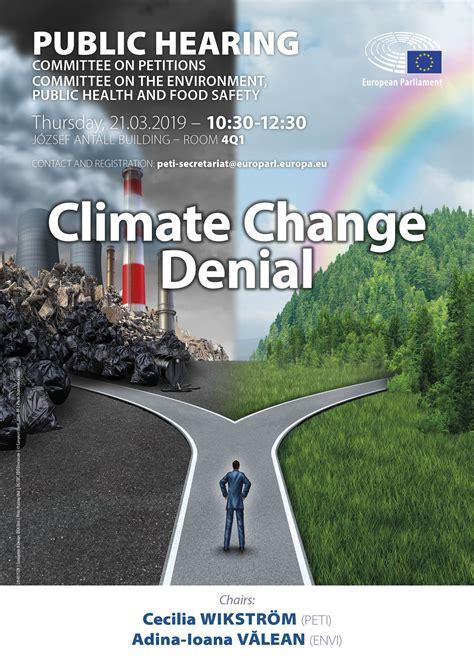 PUBLIC HEARING
COMMITTEE ON PETITIONS
COMMITTEE ON THE ENVIRONMENT,
PUBLIC HEALTH AND FOOD SAFETY
Thursday, 21.03.2019 – 10:30-12:30
JÓZSEF ANTALL BUILDING – ROOM 4Q1
CONTACT AND REGISTRATION: peti-secretariat@europarl.europa.eu
European Parliament
Climate Change
Denial
Chairs:
Cecilia WIKSTRÖM (PETI)
Adina-Ioana VĂLEAN (ENVI)